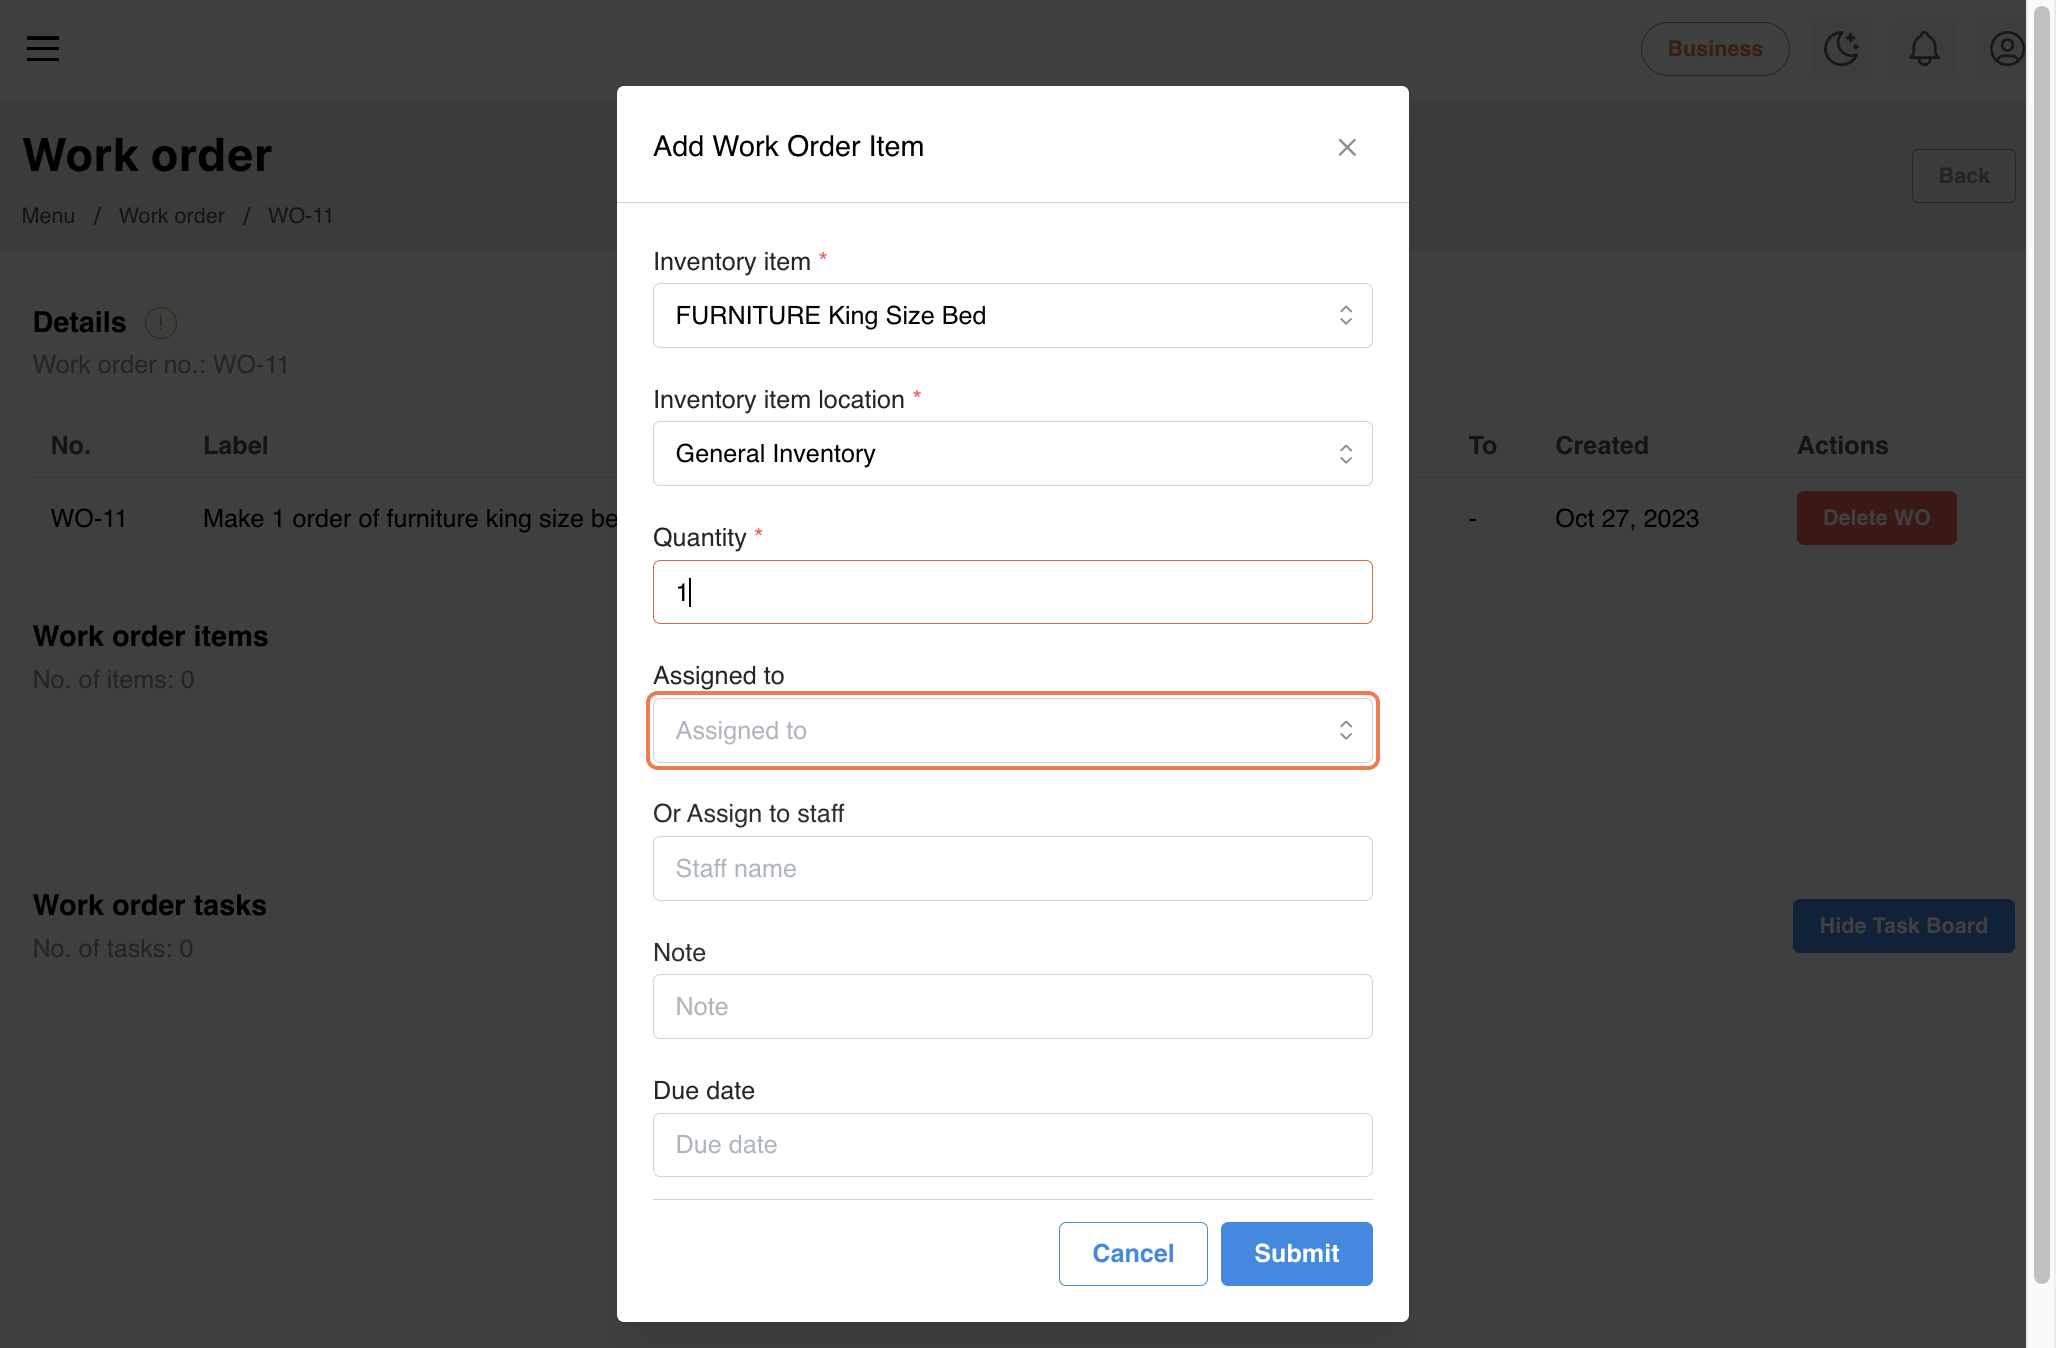 Business
Work order
Back
Menu / Work order / WO-11
Details
Work order no.: WO-11
No. Label To Created Actions
WO-11 Make 1 order of furniture king size be - Oct 27, 2023 Delete WO
Work order items
No. of items: 0
Work order tasks
No. of tasks: 0
Hide Task Board
Add Work Order Item
Inventory item *
FURNITURE King Size Bed
Inventory item location *
General Inventory
Quantity *
1
Assigned to
Assigned to
Or Assign to staff
Staff name
Note
Note
Due date
Due date
Cancel Submit